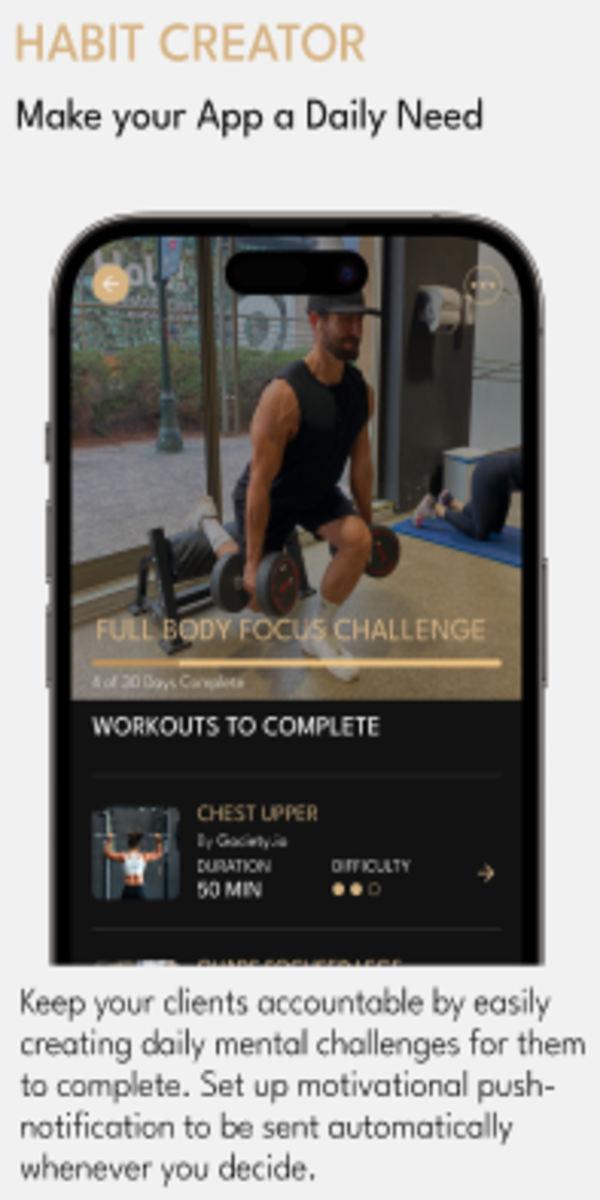 HABIT CREATOR
Make your App a Daily Need
FULL BODY FOCUS CHALLENGE
4 of 30 Days Complete
WORKOUTS TO COMPLETE
CHEST UPPER
By Gociety.io
DURATION
DIFFICULTY
50 MIN
Keep your clients accountable by easily
creating daily mental challenges for them
to complete. Set up motivational push-
notification to be sent automatically
whenever you decide.